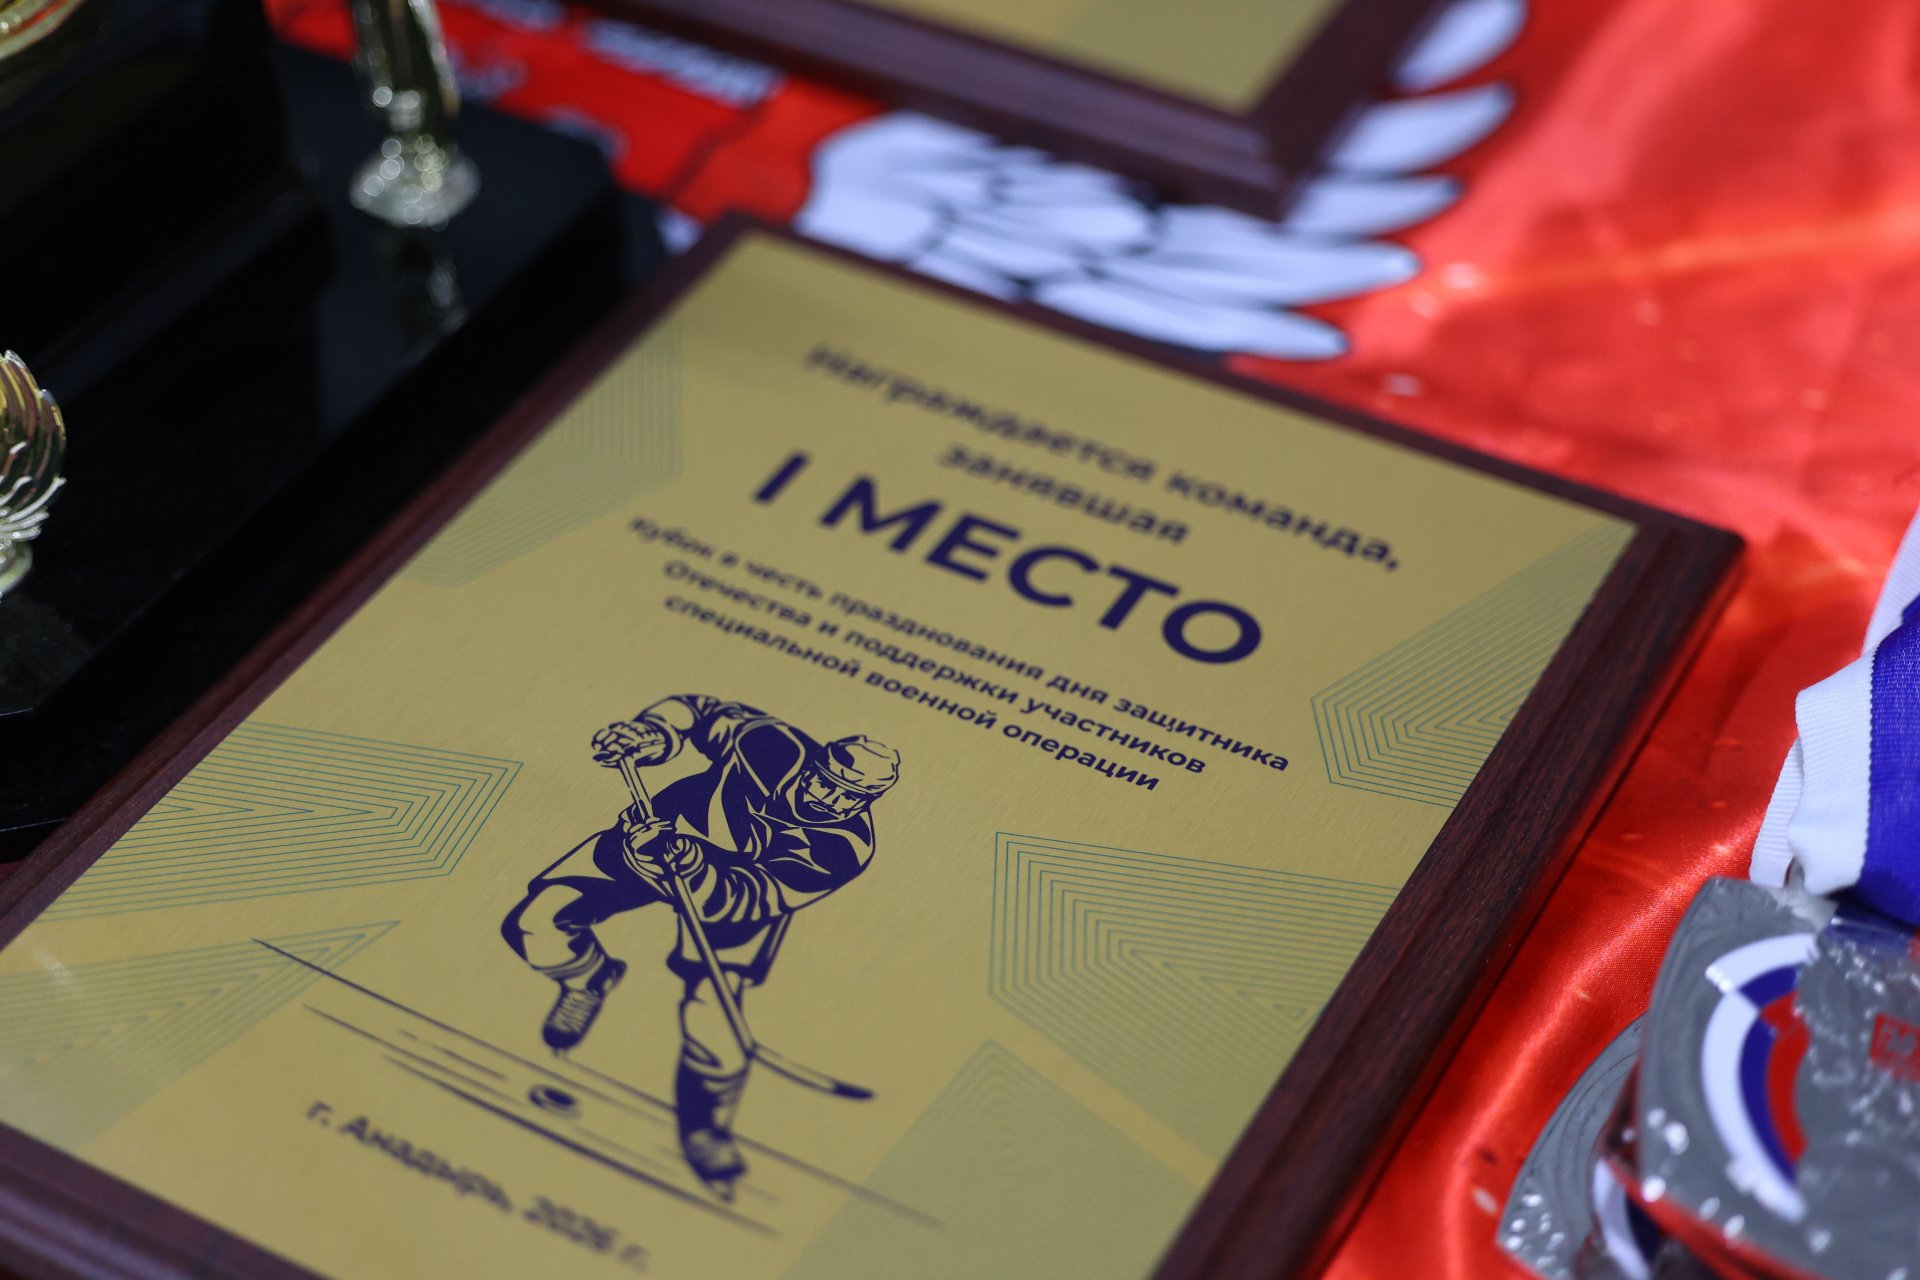 Награждается команда,
занявшая
I МЕСТО
Кубок в честь празднования дня защитника
Отечества и поддержки участников
специальной военной операции
г. Анадырь, 2026 г.